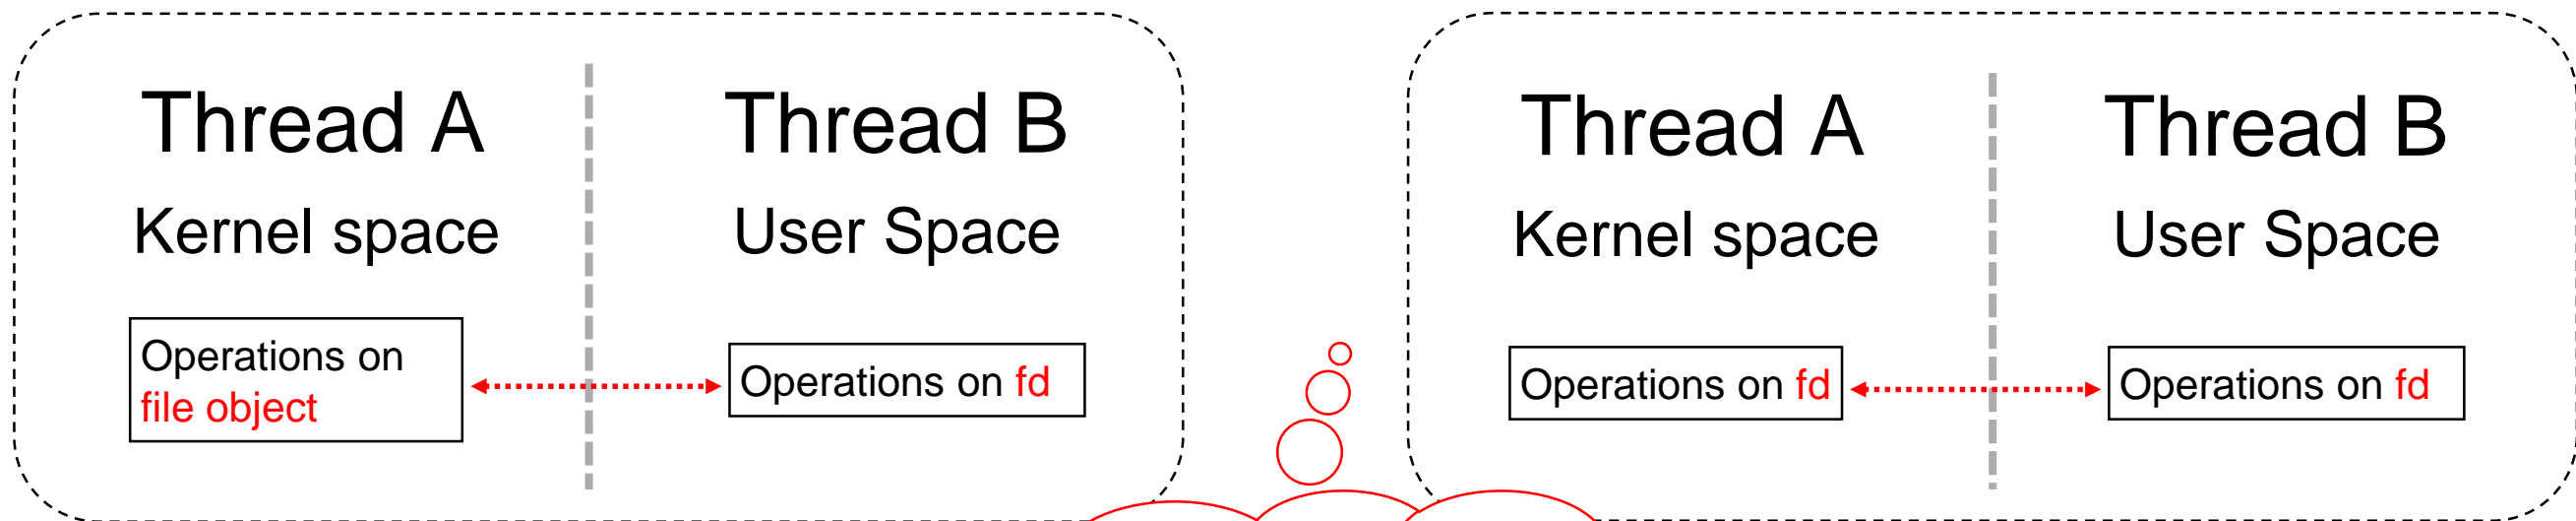 Thread A
Kernel space
Operations on
file object
Thread B
User Space
Operations on fd
Thread A
Kernel space
Operations on fd
Thread B
User Space
Operations on fd